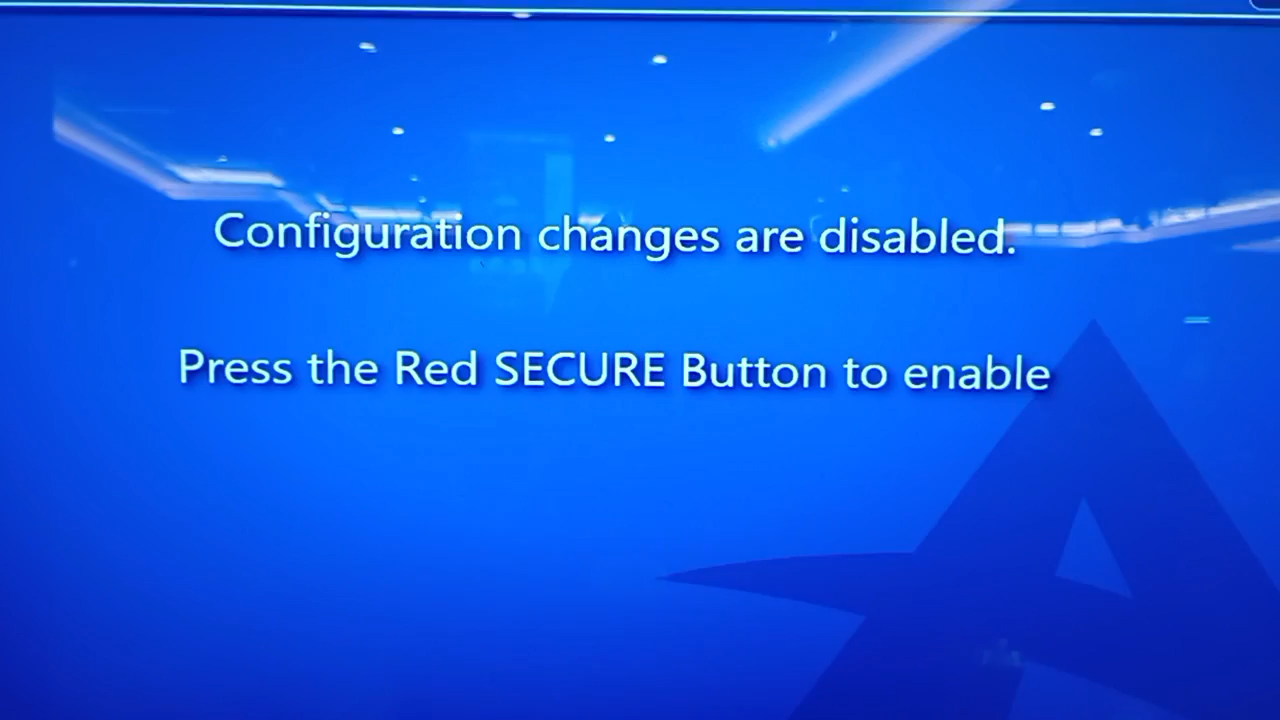 Configuration changes are disabled.
Press the Red SECURE Button to enable